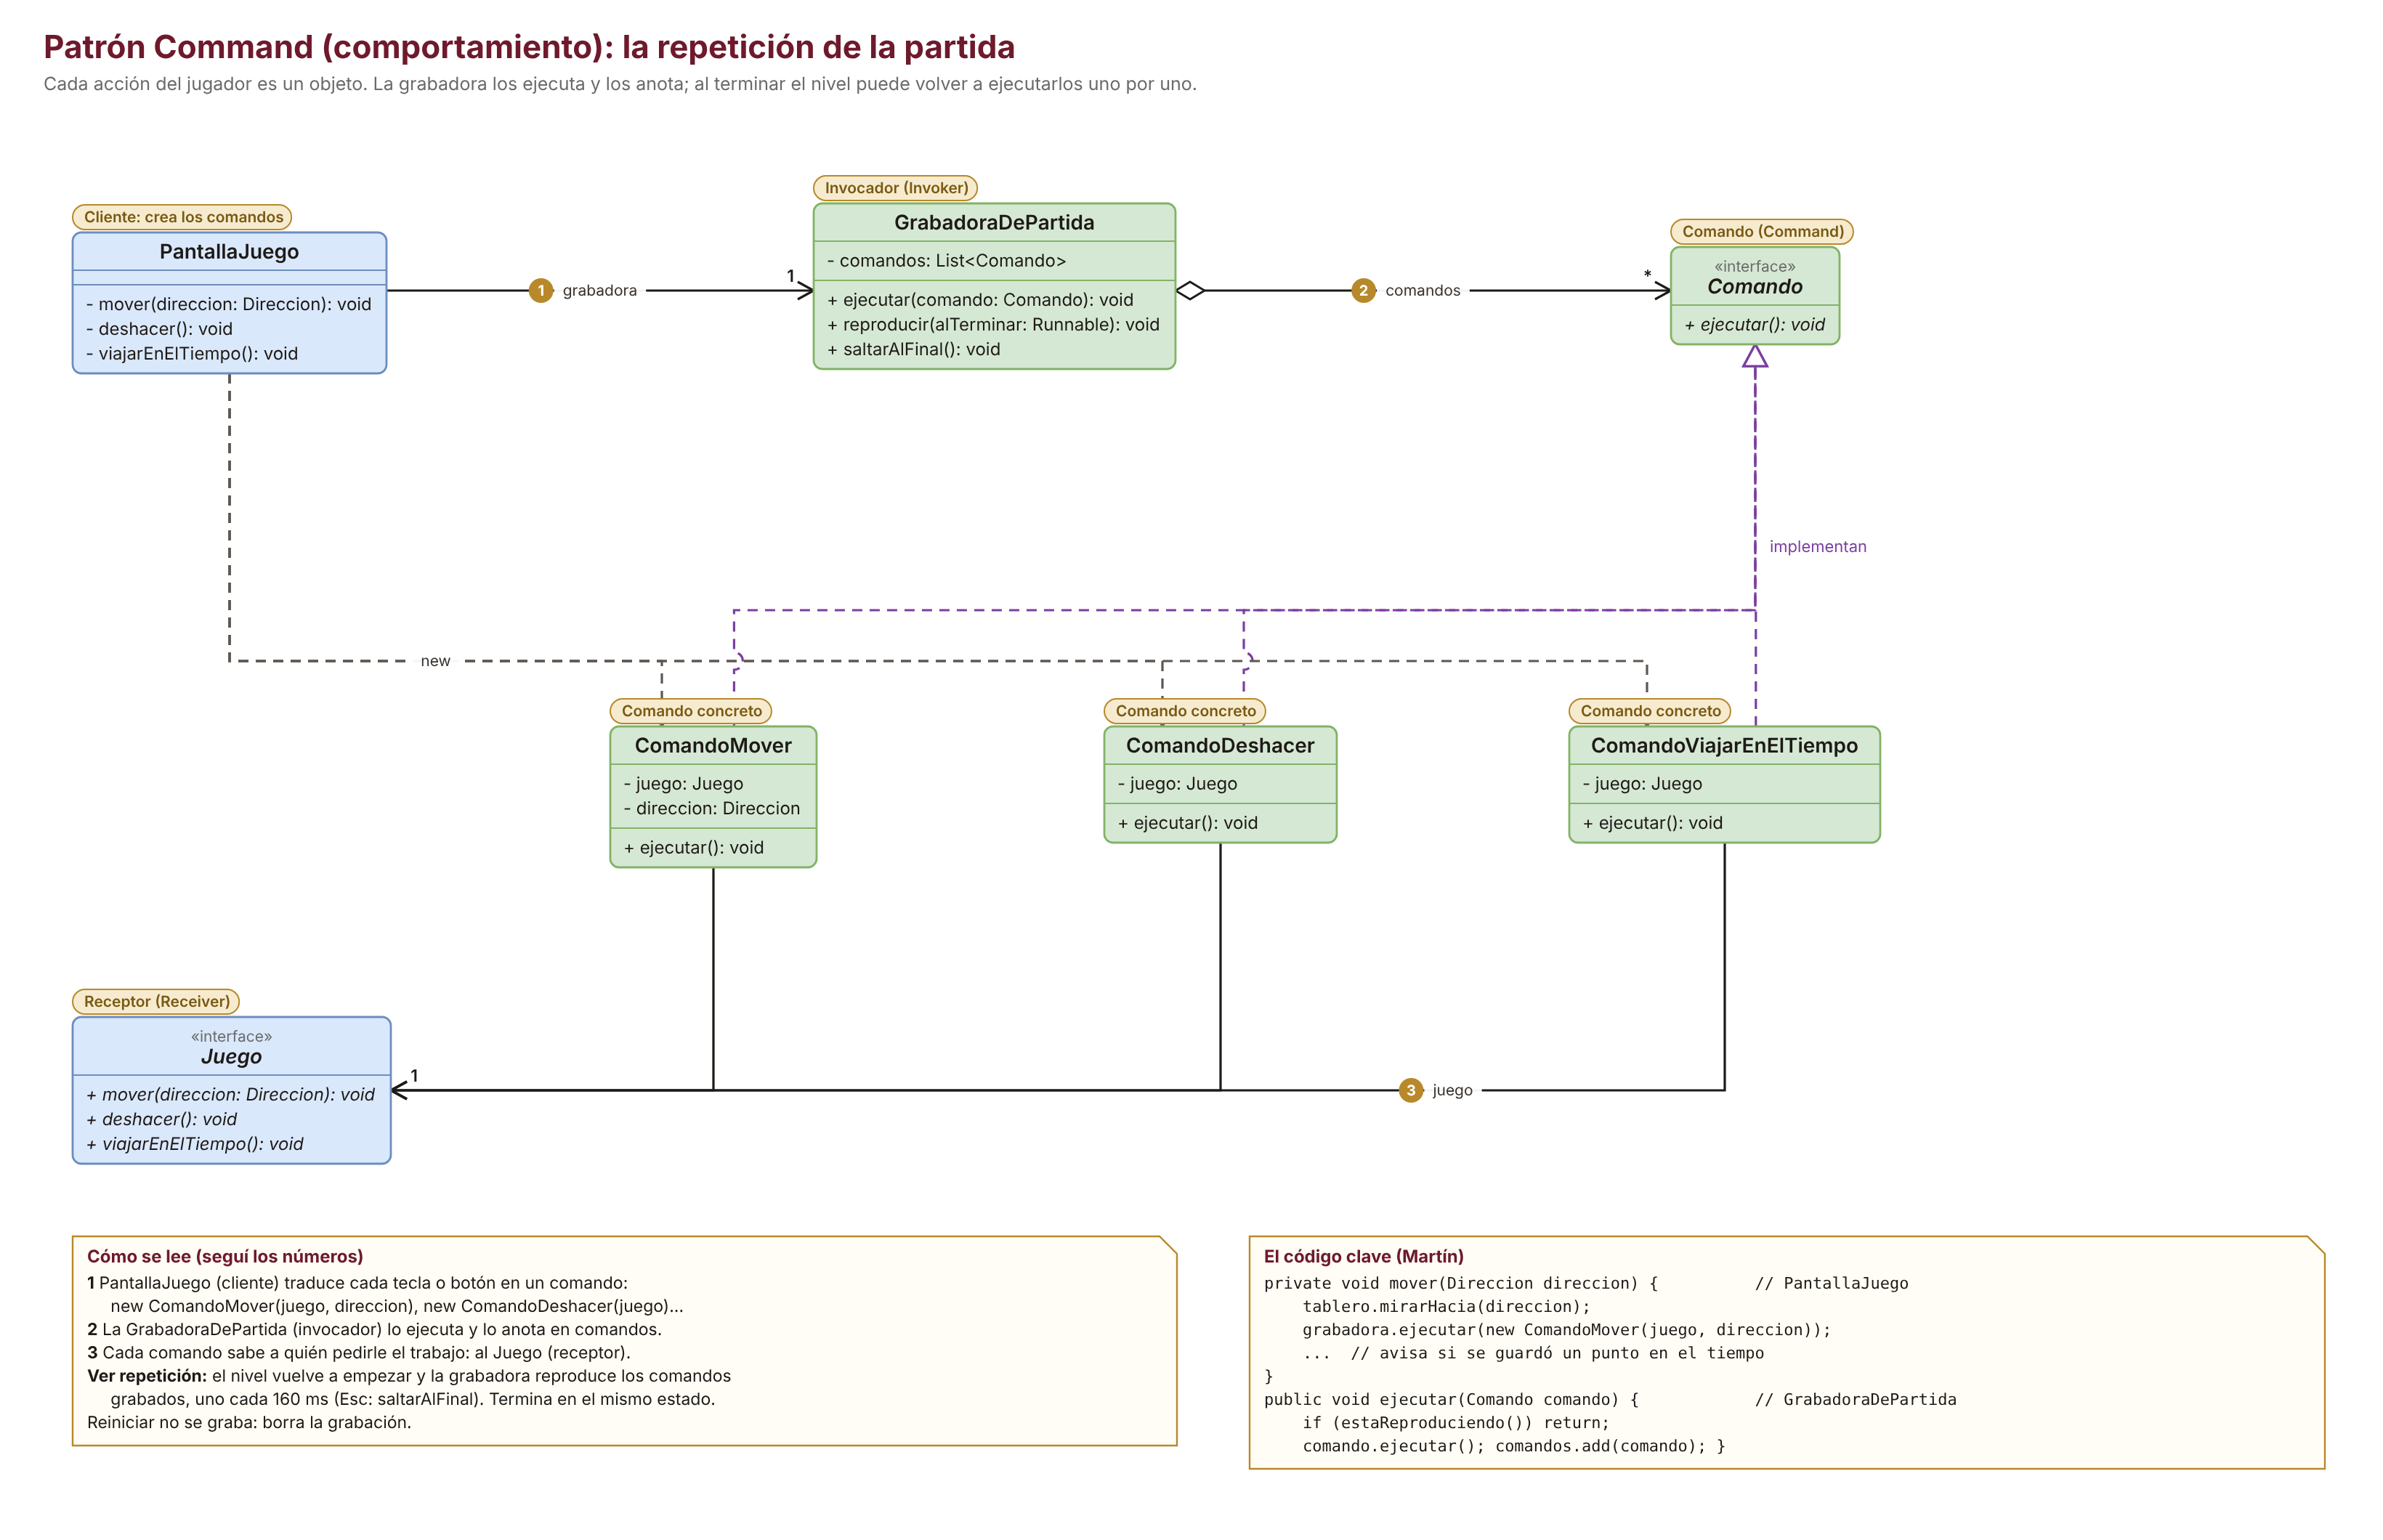 Patrón Command (comportamiento): la repetición de la partida
Cada acción del jugador es un objeto. La grabadora los ejecuta y los anota; al terminar el nivel puede volver a ejecutarlos uno por uno.
Cliente: crea los comandos
PantallaJuego
- mover(direccion: Direccion): void
- deshacer(): void
- viajarEnElTiempo(): void
1 grabadora
1
Invocador (Invoker)
GrabadoraDePartida
- comandos: List<Comando>
+ ejecutar(comando: Comando): void
+ reproducir(alTerminar: Runnable): void
+ saltarAlFinal(): void
2 comandos
*
Comando (Command)
«interface»
Comando
+ ejecutar(): void
implementan
new
Comando concreto
ComandoMover
- juego: Juego
- direccion: Direccion
+ ejecutar(): void
Comando concreto
ComandoDeshacer
- juego: Juego
+ ejecutar(): void
Comando concreto
ComandoViajarEnElTiempo
- juego: Juego
+ ejecutar(): void
Receptor (Receiver)
«interface»
Juego
+ mover(direccion: Direccion): void
+ deshacer(): void
+ viajarEnElTiempo(): void
1
3 juego
Cómo se lee (seguí los números)
1 PantallaJuego (cliente) traduce cada tecla o botón en un comando:
new ComandoMover(juego, direccion), new ComandoDeshacer(juego)...
2 La GrabadoraDePartida (invocador) lo ejecuta y lo anota en comandos.
3 Cada comando sabe a quién pedirle el trabajo: al Juego (receptor).
Ver repetición: el nivel vuelve a empezar y la grabadora reproduce los comandos
grabados, uno cada 160 ms (Esc: saltarAlFinal). Termina en el mismo estado.
Reiniciar no se graba: borra la grabación.
El código clave (Martín)
private void mover(Direccion direccion) { // PantallaJuego
tablero.mirarHacia(direccion);
grabadora.ejecutar(new ComandoMover(juego, direccion));
... // avisa si se guardó un punto en el tiempo
}
public void ejecutar(Comando comando) { // GrabadoraDePartida
if (estaReproduciendo()) return;
comando.ejecutar(); comandos.add(comando); }